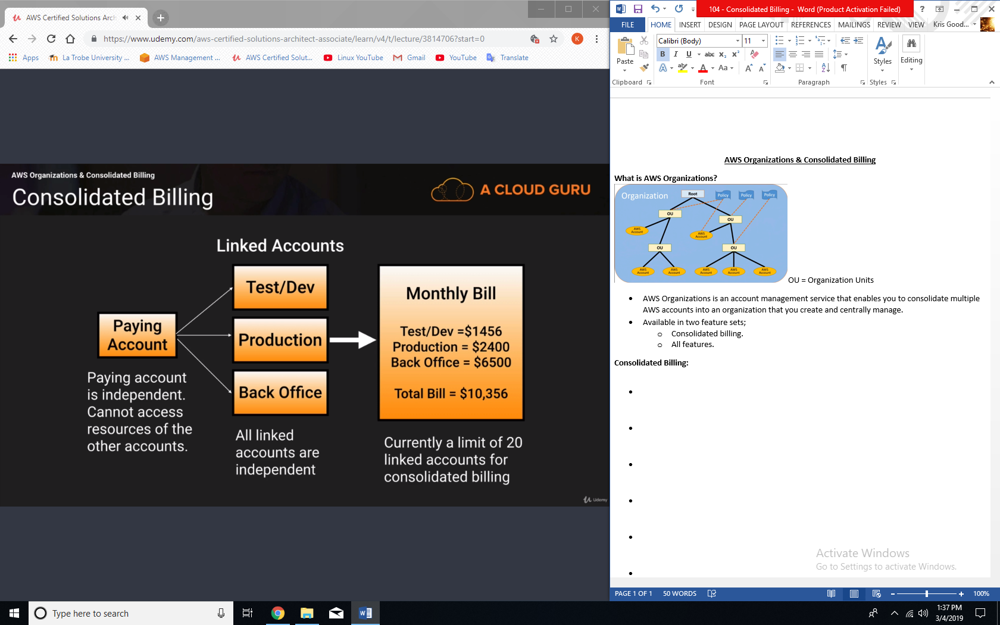 AWS Certified Solutions Arch
https://www.udemy.com/aws-certified-solutions-architect-associate/learn/v4/t/lecture/3814706?start=0
K
Apps
La Trobe University ...
AWS Management ...
AWS Certified Solut...
Linux YouTube
Gmail
YouTube
Translate
AWS Organizations & Consolidated Billing
Consolidated Billing
A CLOUD GURU
Linked Accounts
Paying
Account
Test/Dev
Production
Back Office
Monthly Bill
Test/Dev =$1456
Production = $2400
Back Office = $6500
Total Bill = $10,356
Paying account
is independent.
Cannot access
resources of the
other accounts.
All linked
accounts are
independent
Currently a limit of 20
linked accounts for
consolidated billing
Udemy
104 - Consolidated Billing - Word (Product Activation Failed)
?
FILE
HOME
INSERT
DESIGN
PAGE LAYOUT
REFERENCES
MAILINGS
REVIEW
VIEW
Kris Good...
Paste
Calibri (Body)
11
B I U abc x₂ x²
A A Aa A A
Styles
Editing
Clipboard
Font
Paragraph
Styles
AWS Organizations & Consolidated Billing
What is AWS Organizations?
Organization
Root
Policy
Policy
Policy
OU
OU
AWS Account
AWS Account
OU
OU
AWS Account
AWS Account
AWS Account
AWS Account
AWS Account
OU = Organization Units
• AWS Organizations is an account management service that enables you to consolidate multiple
AWS accounts into an organization that you create and centrally manage.
• Available in two feature sets;
o Consolidated billing.
o All features.
Consolidated Billing:
Activate Windows
Go to Settings to activate Windows.
PAGE 1 OF 1
50 WORDS
100%
Type here to search
1:37 PM
3/4/2019